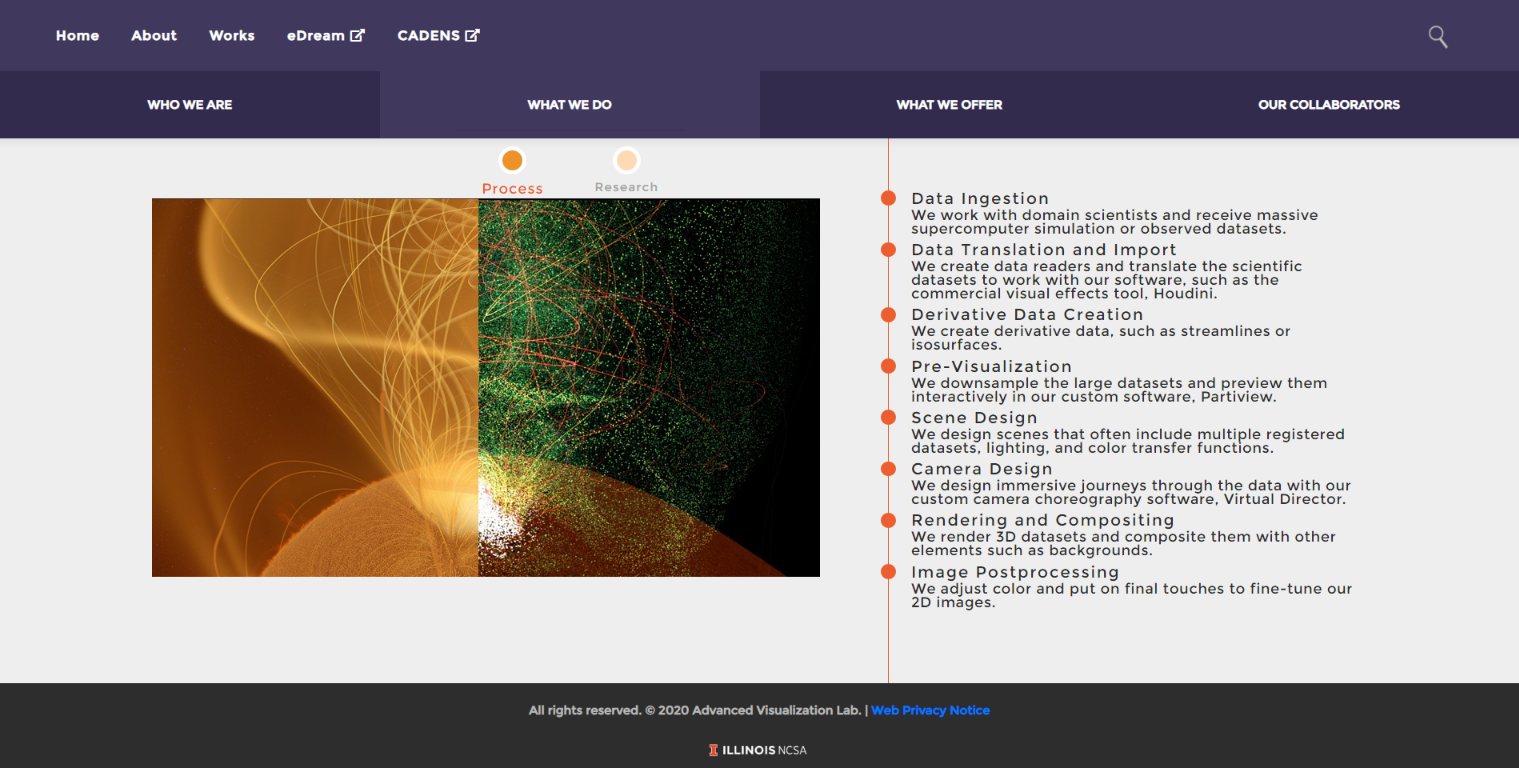 Home About Works eDream CADENS
WHO WE ARE WHAT WE DO WHAT WE OFFER OUR COLLABORATORS
Process Research
Data Ingestion
We work with domain scientists and receive massive
supercomputer simulation or observed datasets.
Data Translation and Import
We create data readers and translate the scientific
datasets to work with our software, such as the
commercial visual effects tool, Houdini.
Derivative Data Creation
We create derivative data, such as streamlines or
isosurfaces.
Pre-Visualization
We downsample the large datasets and preview them
interactively in our custom software, Partiview.
Scene Design
We design scenes that often include multiple registered
datasets, lighting, and color transfer functions.
Camera Design
We design immersive journeys through the data with our
custom camera choreography software, Virtual Director.
Rendering and Compositing
We render 3D datasets and composite them with other
elements such as backgrounds.
Image Postprocessing
We adjust color and put on final touches to fine-tune our
2D images.
All rights reserved. © 2020 Advanced Visualization Lab. | Web Privacy Notice
I ILLINOIS NCSA